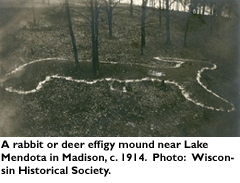 A rabbit or deer effigy mound near Lake
Mendota in Madison, c. 1914.  Photo:  Wiscon-
sin Historical Society.